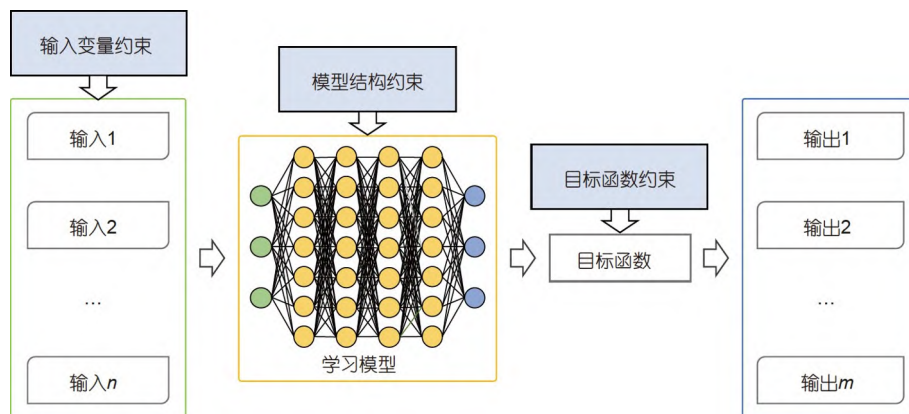 输入变量约束
输入1
输入2
...
输入n
模型结构约束
学习模型
目标函数约束
目标函数
输出1
输出2
...
输出m